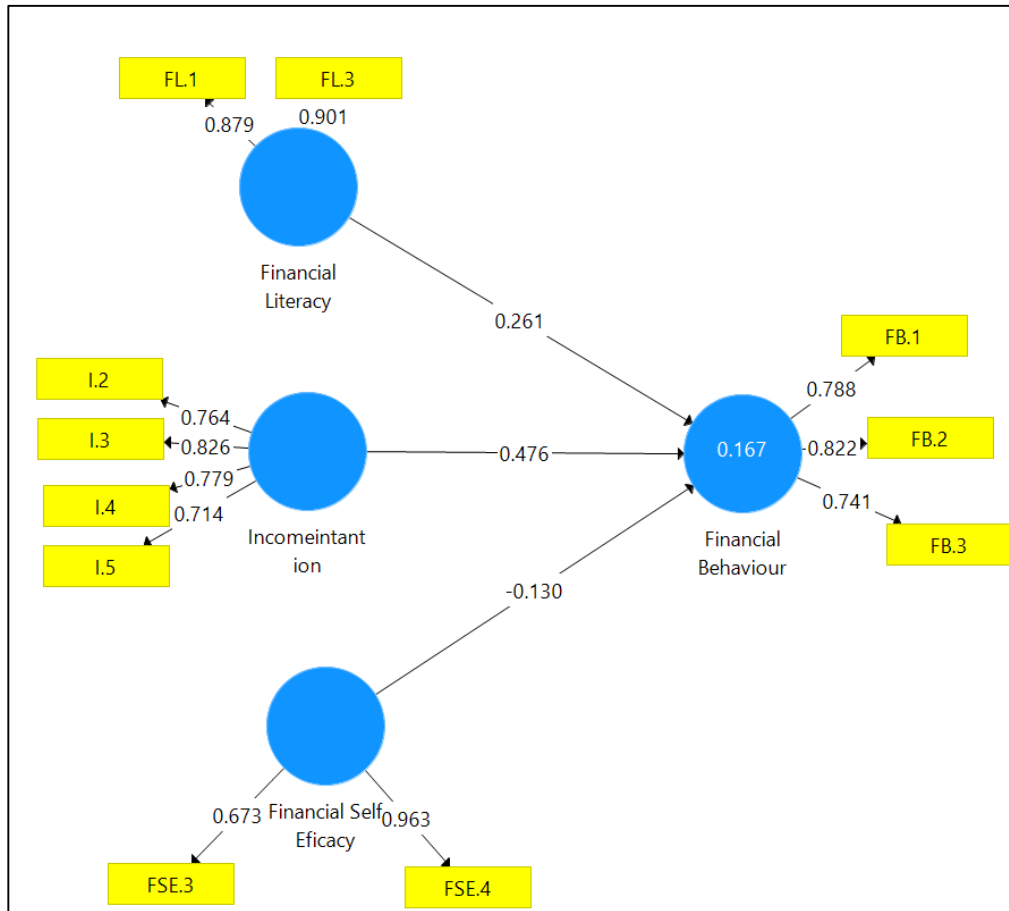 FL.1
FL.3
0.879
0.901
Financial
Literacy
0.261
I.2
I.3
I.4
I.5
0.764
0.826
0.779
0.714
Incomeintant
ion
0.476
0.167
Financial
Behaviour
0.788
0.822
0.741
FB.1
FB.2
FB.3
-0.130
Financial Self
Eficacy
0.673
0.963
FSE.3
FSE.4